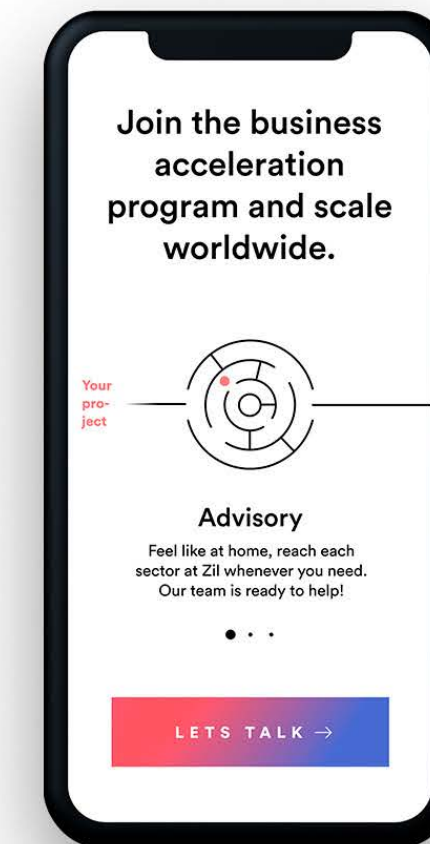 Join the business
acceleration
program and scale
worldwide.
Your
pro-
ject
Advisory
Feel like at home, reach each
sector at Zil whenever you need.
Our team is ready to help!
LETS TALK →